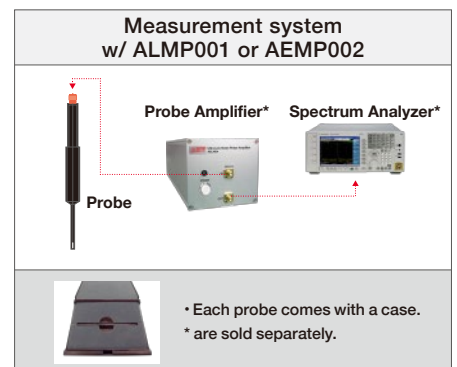 Measurement system
w/ ALMP001 or AEMP002
Probe Amplifier* Spectrum Analyzer*
Probe
• Each probe comes with a case.
* are sold separately.